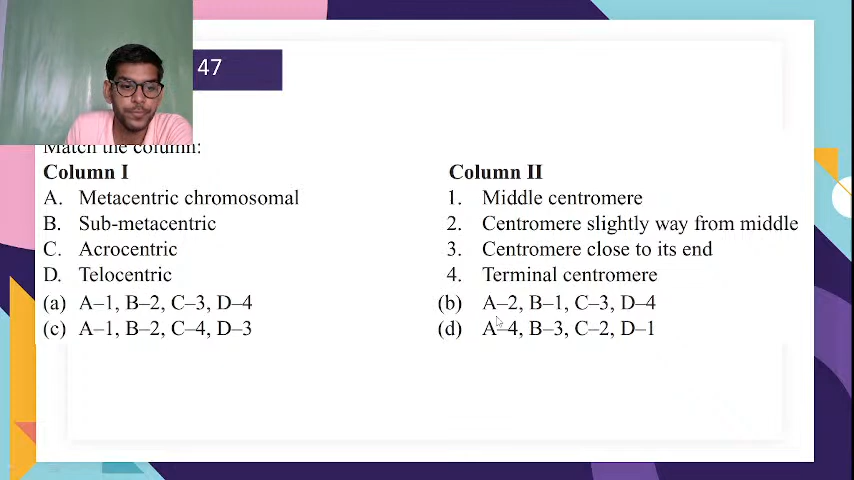 47
Match the column:
Column I
Column II
A. Metacentric chromosomal
1. Middle centromere
B. Sub-metacentric
2. Centromere slightly way from middle
C. Acrocentric
3. Centromere close to its end
D. Telocentric
4. Terminal centromere
(a) A–1, B–2, C–3, D–4
(b) A–2, B–1, C–3, D–4
(c) A–1, B–2, C–4, D–3
(d) A–4, B–3, C–2, D–1